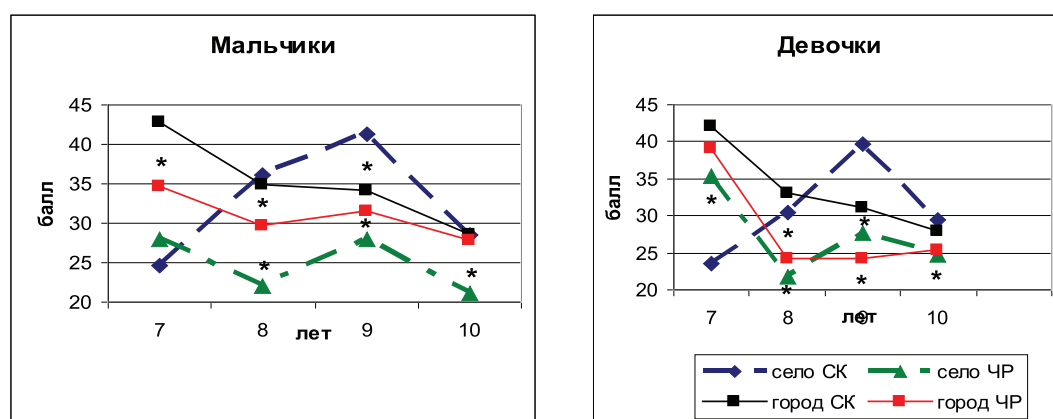 Мальчики
45
40
35
30
25
20
балл
* * * * * *
7 8 9 10
лет
Девочки
45
40
35
30
25
20
балл
* * * * * *
7 8 9 10
лет
село СК село ЧР
город СК город ЧР